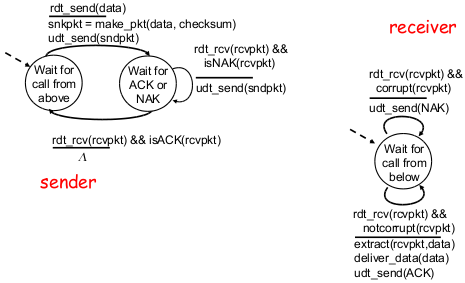 rdt_send(data)
snkpkt = make_pkt(data, checksum)
udt_send(sndpkt)
receiver
rdt_rcv(rcvpkt) &&
isNAK(rcvpkt)
udt_send(sndpkt)
Wait for
call from
above
Wait for
ACK or
NAK
rdt_rcv(rcvpkt) && isACK(rcvpkt)
Λ
sender
rdt_rcv(rcvpkt) &&
corrupt(rcvpkt)
udt_send(NAK)
Wait for
call from
below
rdt_rcv(rcvpkt) &&
notcorrupt(rcvpkt)
extract(rcvpkt,data)
deliver_data(data)
udt_send(ACK)